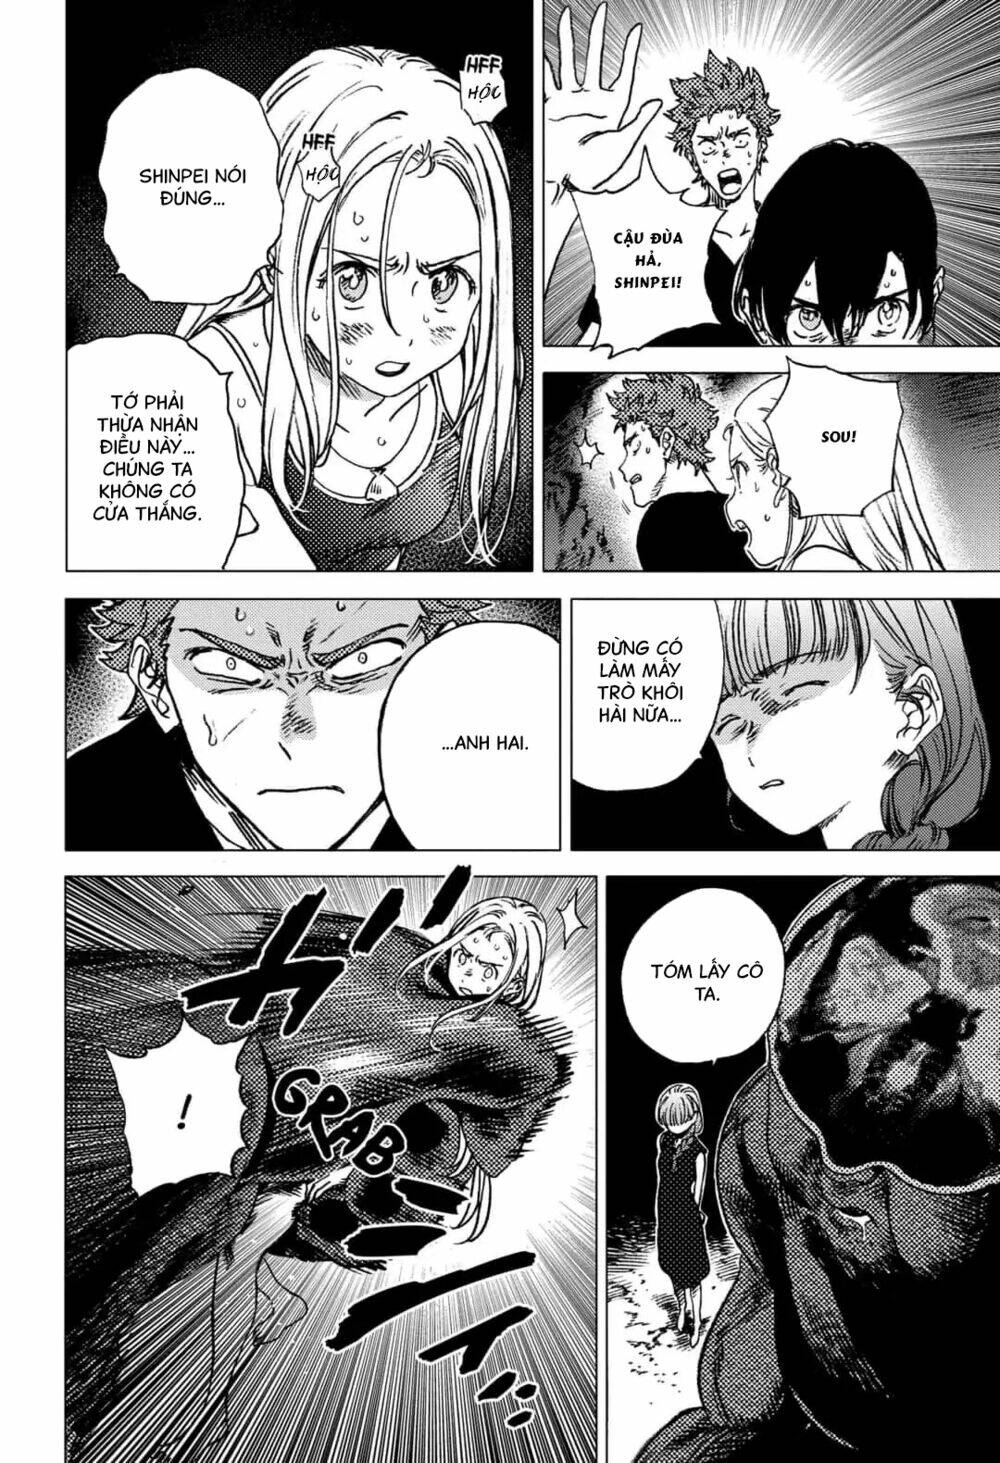 CẬU ĐÙA
HẢ,
SHINPEI!
HFF
HỘC
HFF
HỘC
SHINPEI NÓI
ĐÚNG...
TỚ PHẢI
THỪA NHẬN
ĐIỀU NÀY...
CHÚNG TA
KHÔNG CÓ
CỬA THẮNG.
SOU!
ĐỪNG CÓ
LÀM MẤY
TRÒ KHÔI
HÀI NỮA...
...ANH HAI.
TÓM LẤY CÔ
TA.
GRAB
!